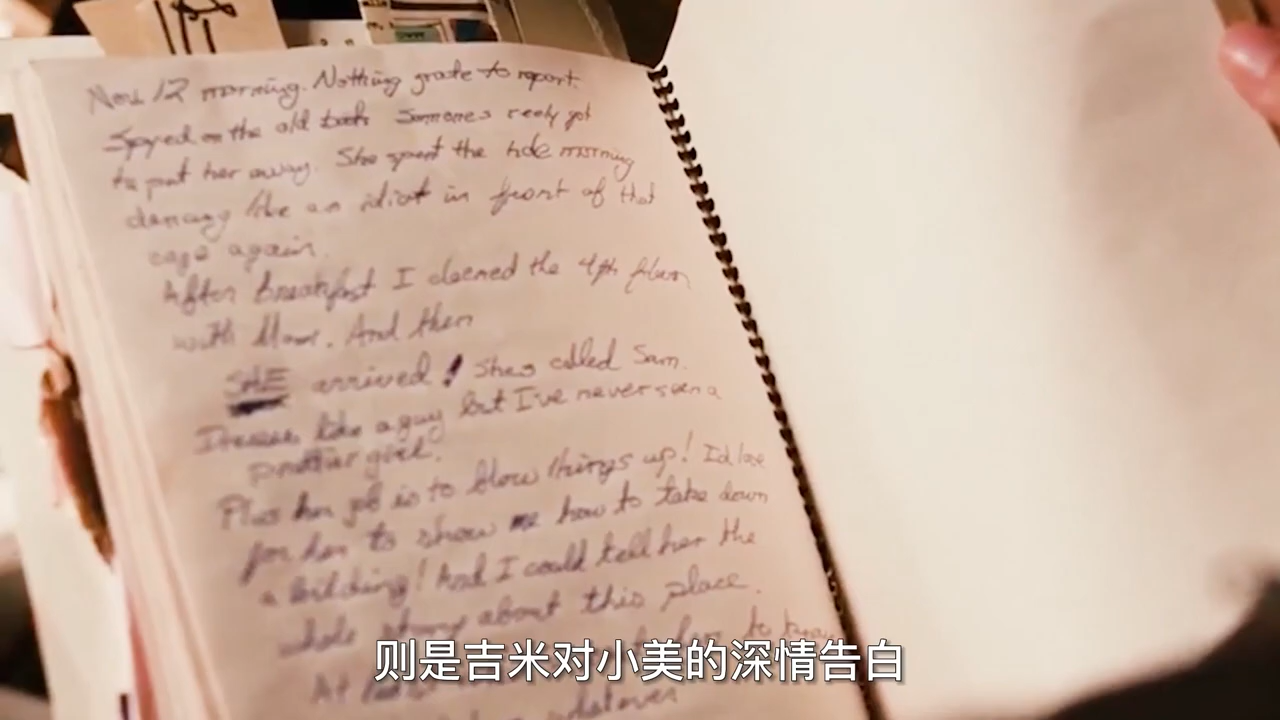 Nov. 12 morning. Nothing grate to report.
Spyed on the old Someones realy got
to put her away. She spent the hole morning
dancing like an idiot in front of that
cage again.
After breakfast I cleened the 4th floor
with Mom. And then
SHE arrived! Shes called Sam.
like a guy but I've never seen a
prettier girl.
Plus her job is to blow things up! I'd love
for her to show me how to take down
a building! And I could tell her the
whole story about this place.
to know
At
whatever
则是吉米对小美的深情告白